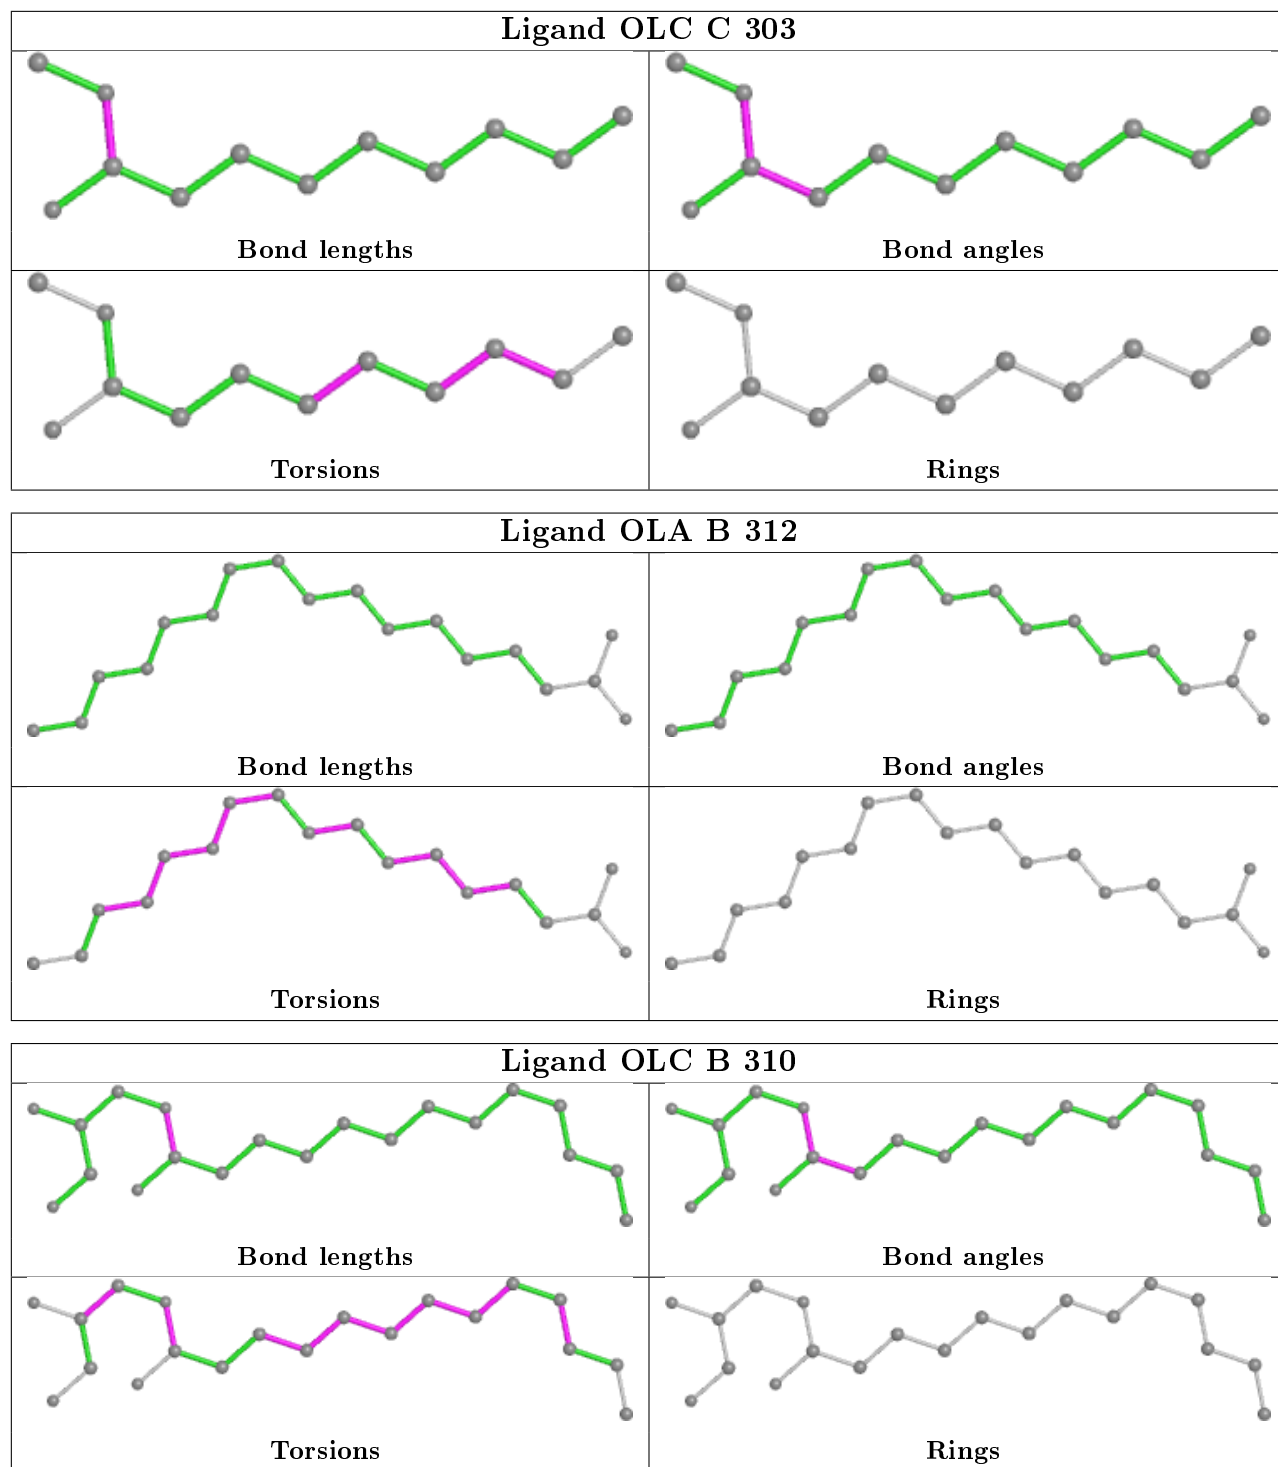 Ligand OLC C 303
Bond lengths
Bond angles
Torsions
Rings
Ligand OLA B 312
Bond lengths
Bond angles
Torsions
Rings
Ligand OLC B 310
Bond lengths
Bond angles
Torsions
Rings